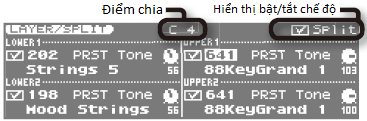 Điểm chia
Hiển thị bật/tắt chế độ
LAYER/SPLIT
C 4
Split
LOWER1
202 PRST Tone
Strings 5
56
UPPER1
641 PRST Tone
88KeyGrand 1
103
LOWER2
198 PRST Tone
Mood Strings
56
UPPER2
641 PRST Tone
88KeyGrand 1
100